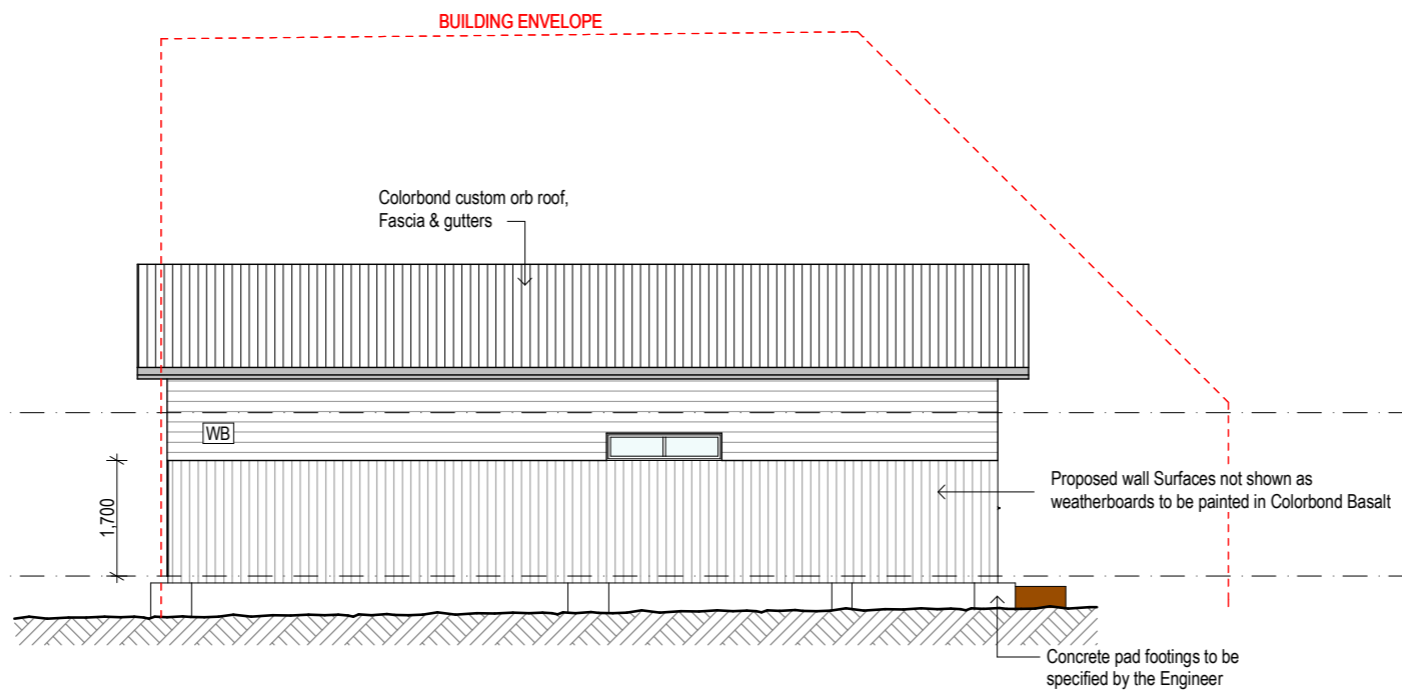 BUILDING ENVELOPE
Colorbond custom orb roof,
Fascia & gutters
WB
1,700
Proposed wall Surfaces not shown as
weatherboards to be painted in Colorbond Basalt
Concrete pad footings to be
specified by the Engineer